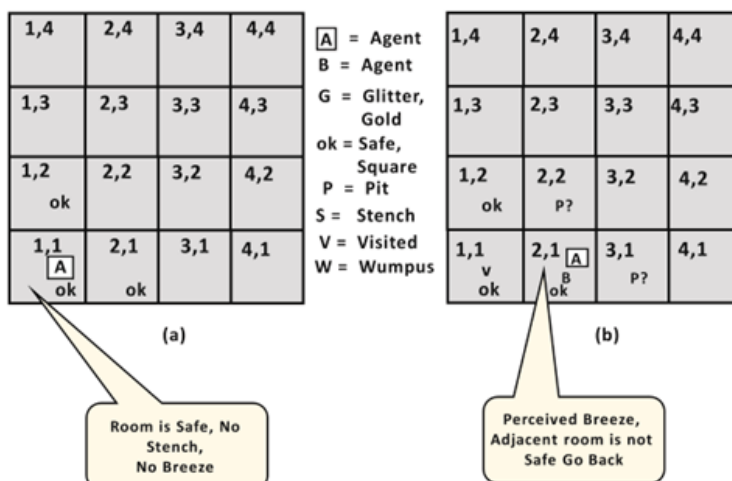 1,4 2,4 3,4 4,4
1,3 2,3 3,3 4,3
1,2 2,2 3,2 4,2
ok
1,1 2,1 3,1 4,1
A
ok ok
(a)
Room is Safe, No
Stench,
No Breeze
A = Agent
B = Agent
G = Glitter,
Gold
ok = Safe,
Square
P = Pit
S = Stench
V = Visited
W = Wumpus
1,4 2,4 3,4 4,4
1,3 2,3 3,3 4,3
1,2 2,2 3,2 4,2
ok P?
1,1 2,1 A 3,1 4,1
v B P?
ok ok
(b)
Perceived Breeze,
Adjacent room is not
Safe Go Back